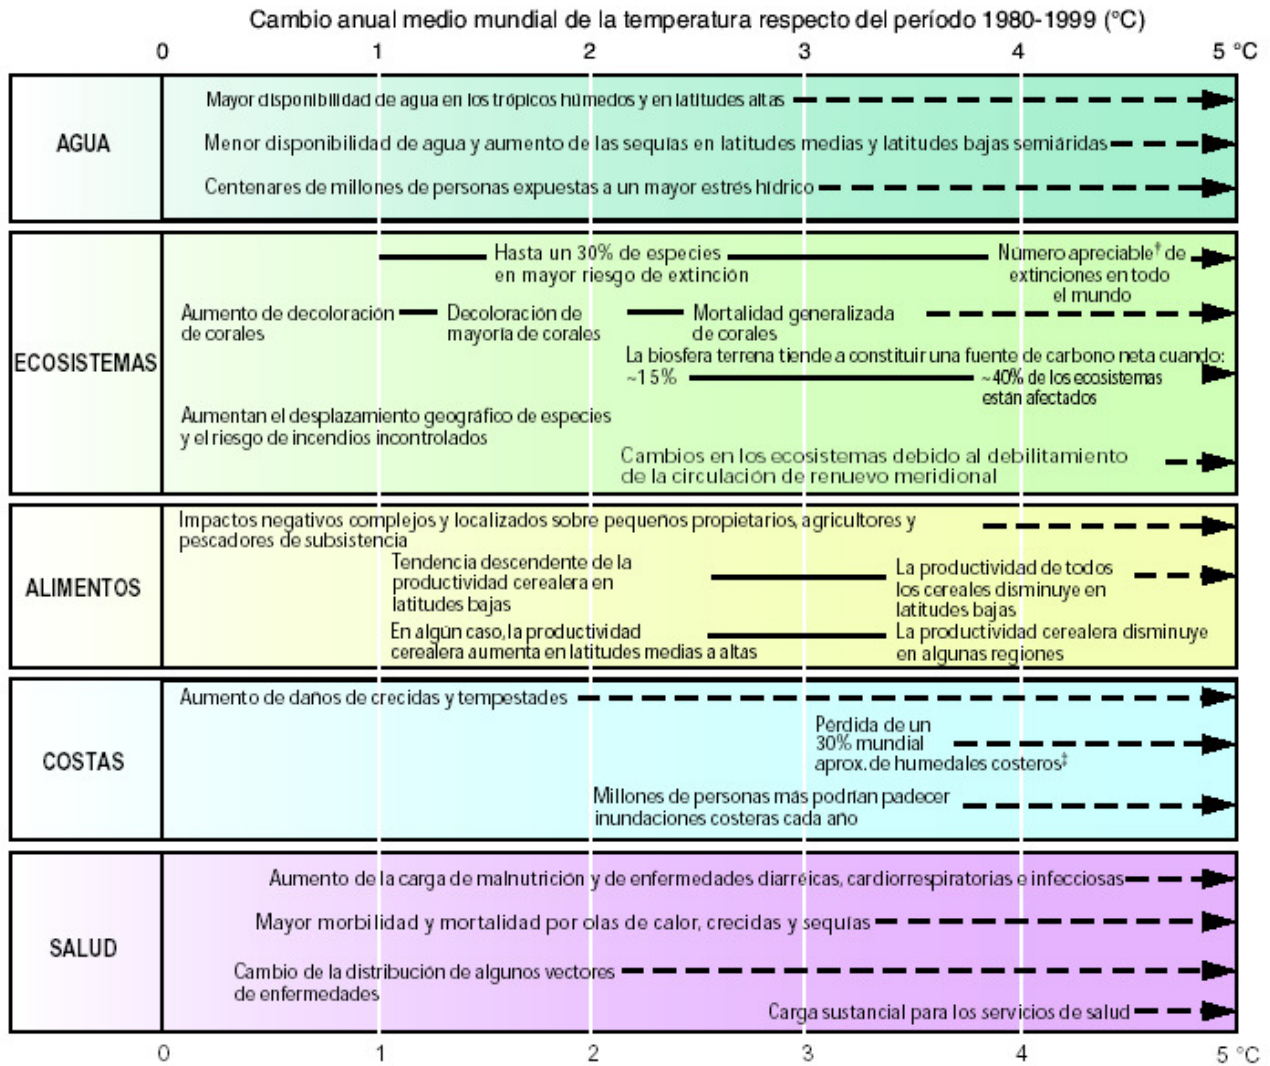 Cambio anual medio mundial de la temperatura respecto del período 1980-1999 (°C)
0 1 2 3 4 5 °C
AGUA
Mayor disponibilidad de agua en los trópicos húmedos y en latitudes altas
Menor disponibilidad de agua y aumento de las sequías en latitudes medias y latitudes bajas semiáridas
Centenares de millones de personas expuestas a un mayor estrés hídrico
ECOSISTEMAS
Hasta un 30% de especies
en mayor riesgo de extinción
Número apreciable† de
extinciones en todo
el mundo
Aumento de decoloración
de corales
Decoloración de
mayoría de corales
Mortalidad generalizada
de corales
La biosfera terrena tiende a constituir una fuente de carbono neta cuando:
~15%
~40% de los ecosistemas
están afectados
Aumentan el desplazamiento geográfico de especies
y el riesgo de incendios incontrolados
Cambios en los ecosistemas debido al debilitamiento
de la circulación de renuevo meridional
ALIMENTOS
Impactos negativos complejos y localizados sobre pequeños propietarios, agricultores y
pescadores de subsistencia
Tendencia descendente de la
productividad cerealera en
latitudes bajas
La productividad de todos
los cereales disminuye en
latitudes bajas
En algún caso, la productividad
cerealera aumenta en latitudes medias a altas
La productividad cerealera disminuye
en algunas regiones
COSTAS
Aumento de daños de crecidas y tempestades
Pérdida de un
30% mundial
aprox. de humedales costeros‡
Millones de personas más podrían padecer
inundaciones costeras cada año
SALUD
Aumento de la carga de malnutrición y de enfermedades diarréicas, cardiorrespiratorias e infecciosas
Mayor morbilidad y mortalidad por olas de calor, crecidas y sequías
Cambio de la distribución de algunos vectores
de enfermedades
Carga sustancial para los servicios de salud
0 1 2 3 4 5 °C